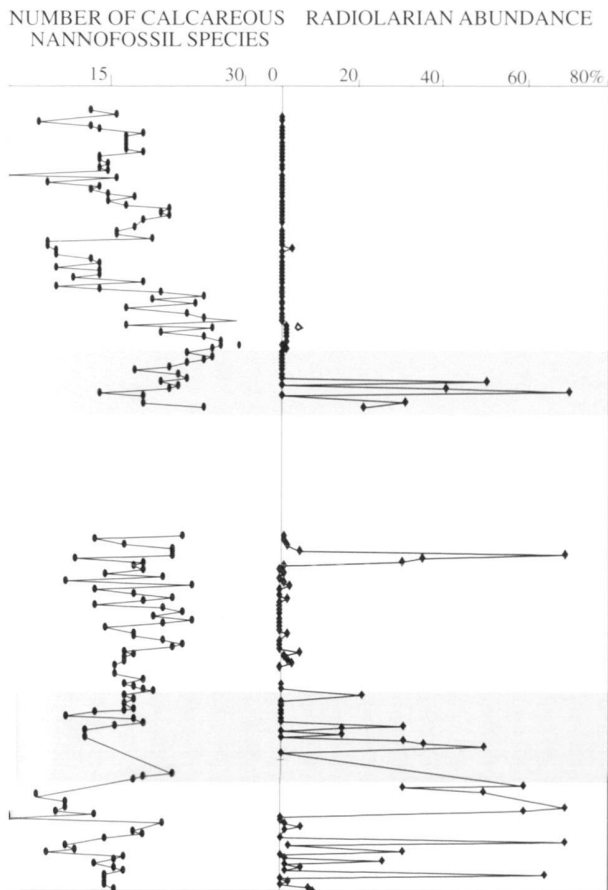 NUMBER OF CALCAREOUS
NANNOFOSSIL SPECIES
RADIOLARIAN ABUNDANCE
15 30 0 20 40 60 80%